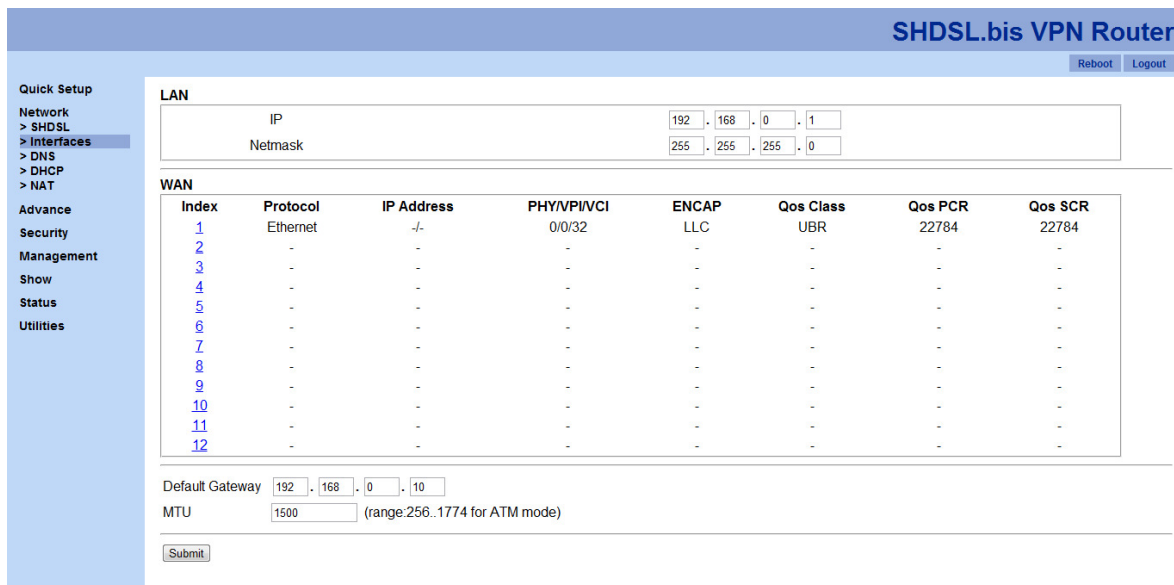 SHDSL.bis VPN Router
Reboot Logout
Quick Setup
Network
> SHDSL
> Interfaces
> DNS
> DHCP
> NAT
Advance
Security
Management
Show
Status
Utilities
LAN
IP 192 . 168 . 0 . 1
Netmask 255 . 255 . 255 . 0
WAN
Index Protocol IP Address PHY/VPI/VCI ENCAP Qos Class Qos PCR Qos SCR
1 Ethernet -/- 0/0/32 LLC UBR 22784 22784
2 - - - - - - -
3 - - - - - - -
4 - - - - - - -
5 - - - - - - -
6 - - - - - - -
7 - - - - - - -
8 - - - - - - -
9 - - - - - - -
10 - - - - - - -
11 - - - - - - -
12 - - - - - - -
Default Gateway 192 . 168 . 0 . 10
MTU 1500 (range:256..1774 for ATM mode)
Submit